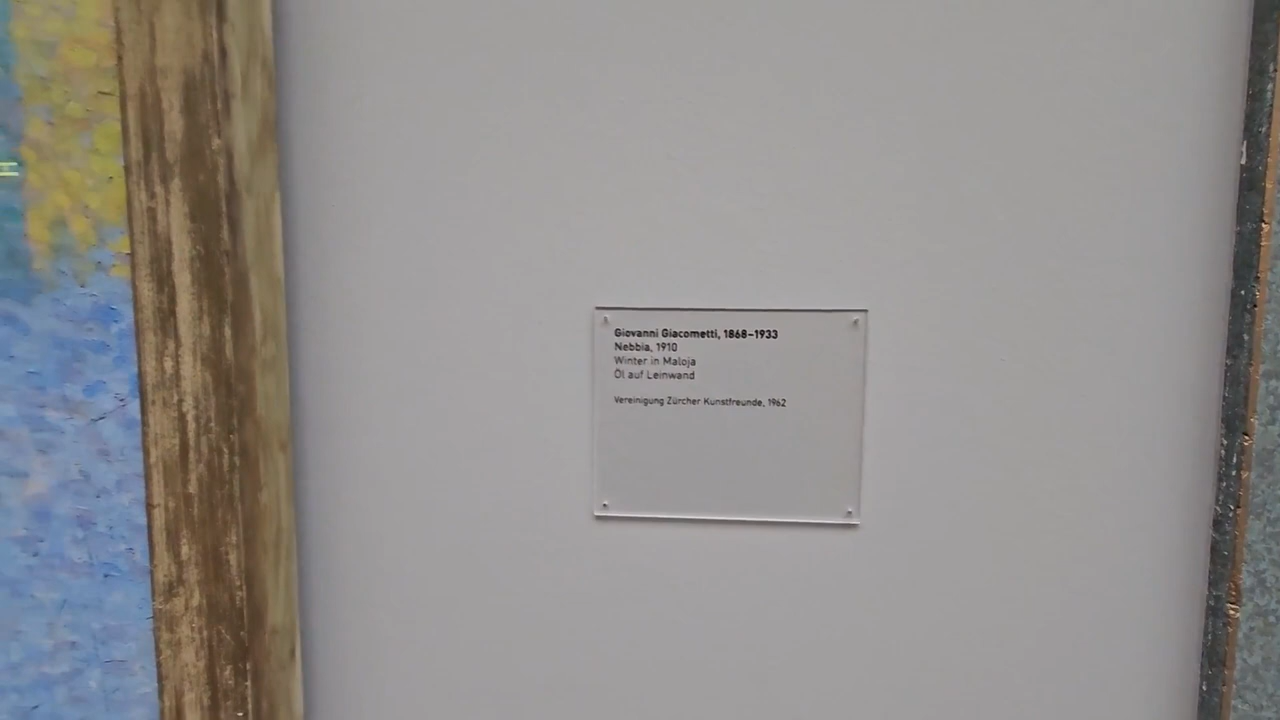 Giovanni Giacometti, 1868–1933
Nebbia, 1910
Winter in Maloja
Öl auf Leinwand
Vereinigung Zürcher Kunstfreunde, 1962